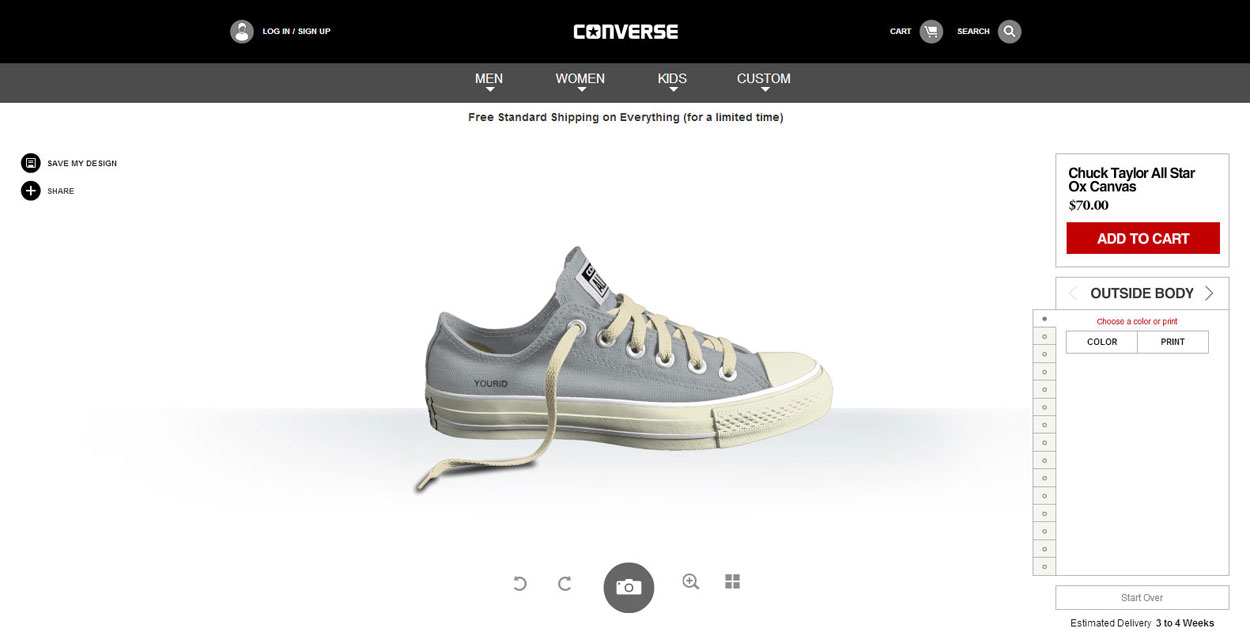 LOG IN / SIGN UP
CONVERSE
CART
SEARCH
MEN
WOMEN
KIDS
CUSTOM
Free Standard Shipping on Everything (for a limited time)
SAVE MY DESIGN
SHARE
Chuck Taylor All Star
Ox Canvas
$70.00
ADD TO CART
OUTSIDE BODY
Choose a color or print
COLOR
PRINT
YOURID
Start Over
Estimated Delivery 3 to 4 Weeks